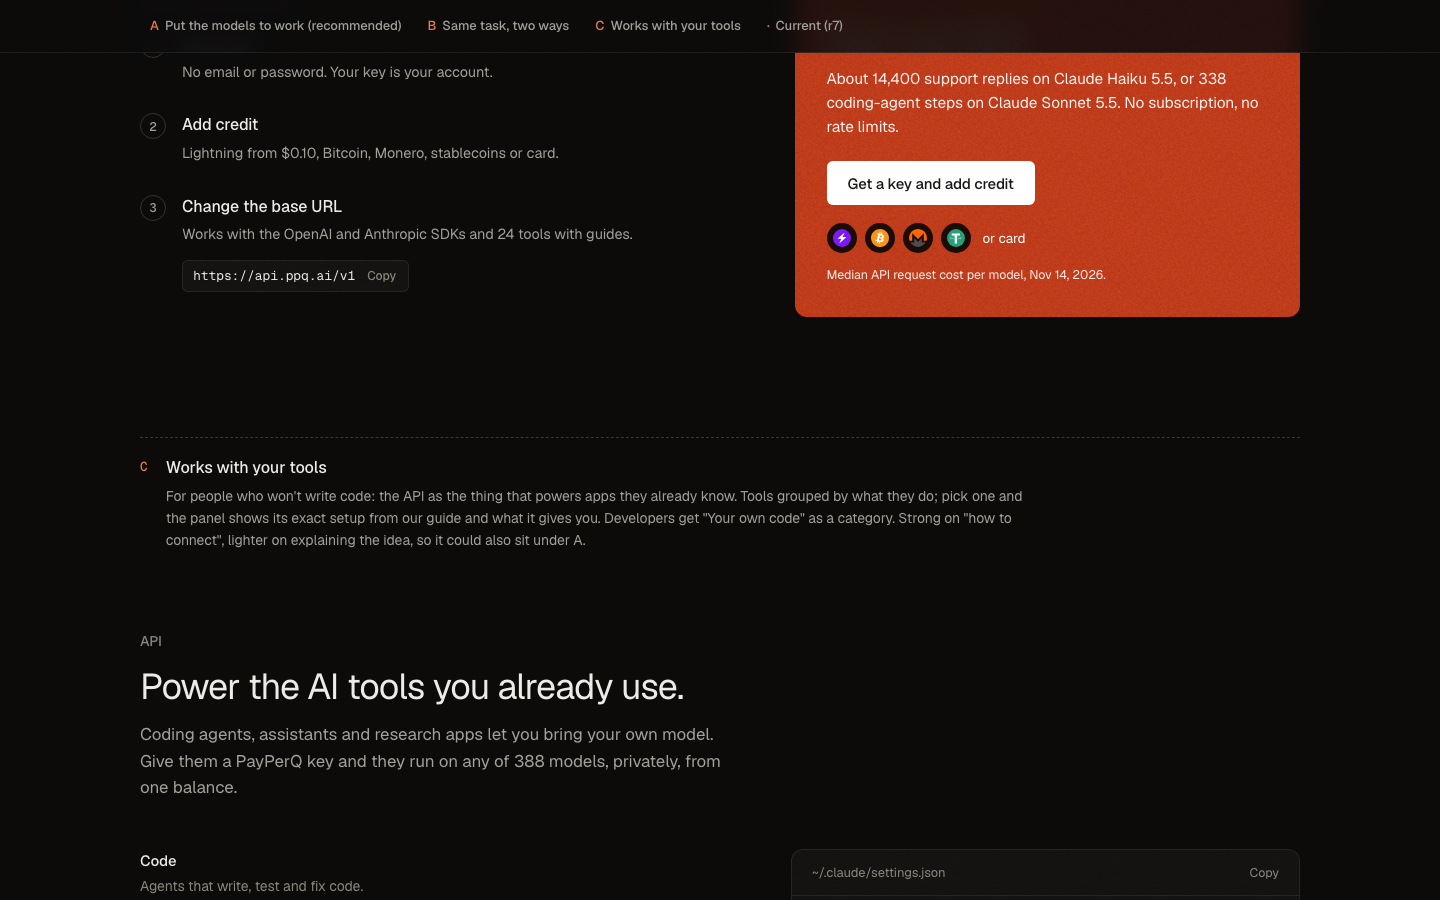 A Put the models to work (recommended)
B Same task, two ways
C Works with your tools
· Current (r7)
No email or password. Your key is your account.
2 Add credit
Lightning from $0.10, Bitcoin, Monero, stablecoins or card.
3 Change the base URL
Works with the OpenAI and Anthropic SDKs and 24 tools with guides.
https://api.ppq.ai/v1 Copy
About 14,400 support replies on Claude Haiku 5.5, or 338
coding-agent steps on Claude Sonnet 5.5. No subscription, no
rate limits.
Get a key and add credit
or card
Median API request cost per model, Nov 14, 2026.
C Works with your tools
For people who won't write code: the API as the thing that powers apps they already know. Tools grouped by what they do; pick one and
the panel shows its exact setup from our guide and what it gives you. Developers get "Your own code" as a category. Strong on "how to
connect", lighter on explaining the idea, so it could also sit under A.
API
Power the AI tools you already use.
Coding agents, assistants and research apps let you bring your own model.
Give them a PayPerQ key and they run on any of 388 models, privately, from
one balance.
Code
Agents that write, test and fix code.
~/.claude/settings.json Copy